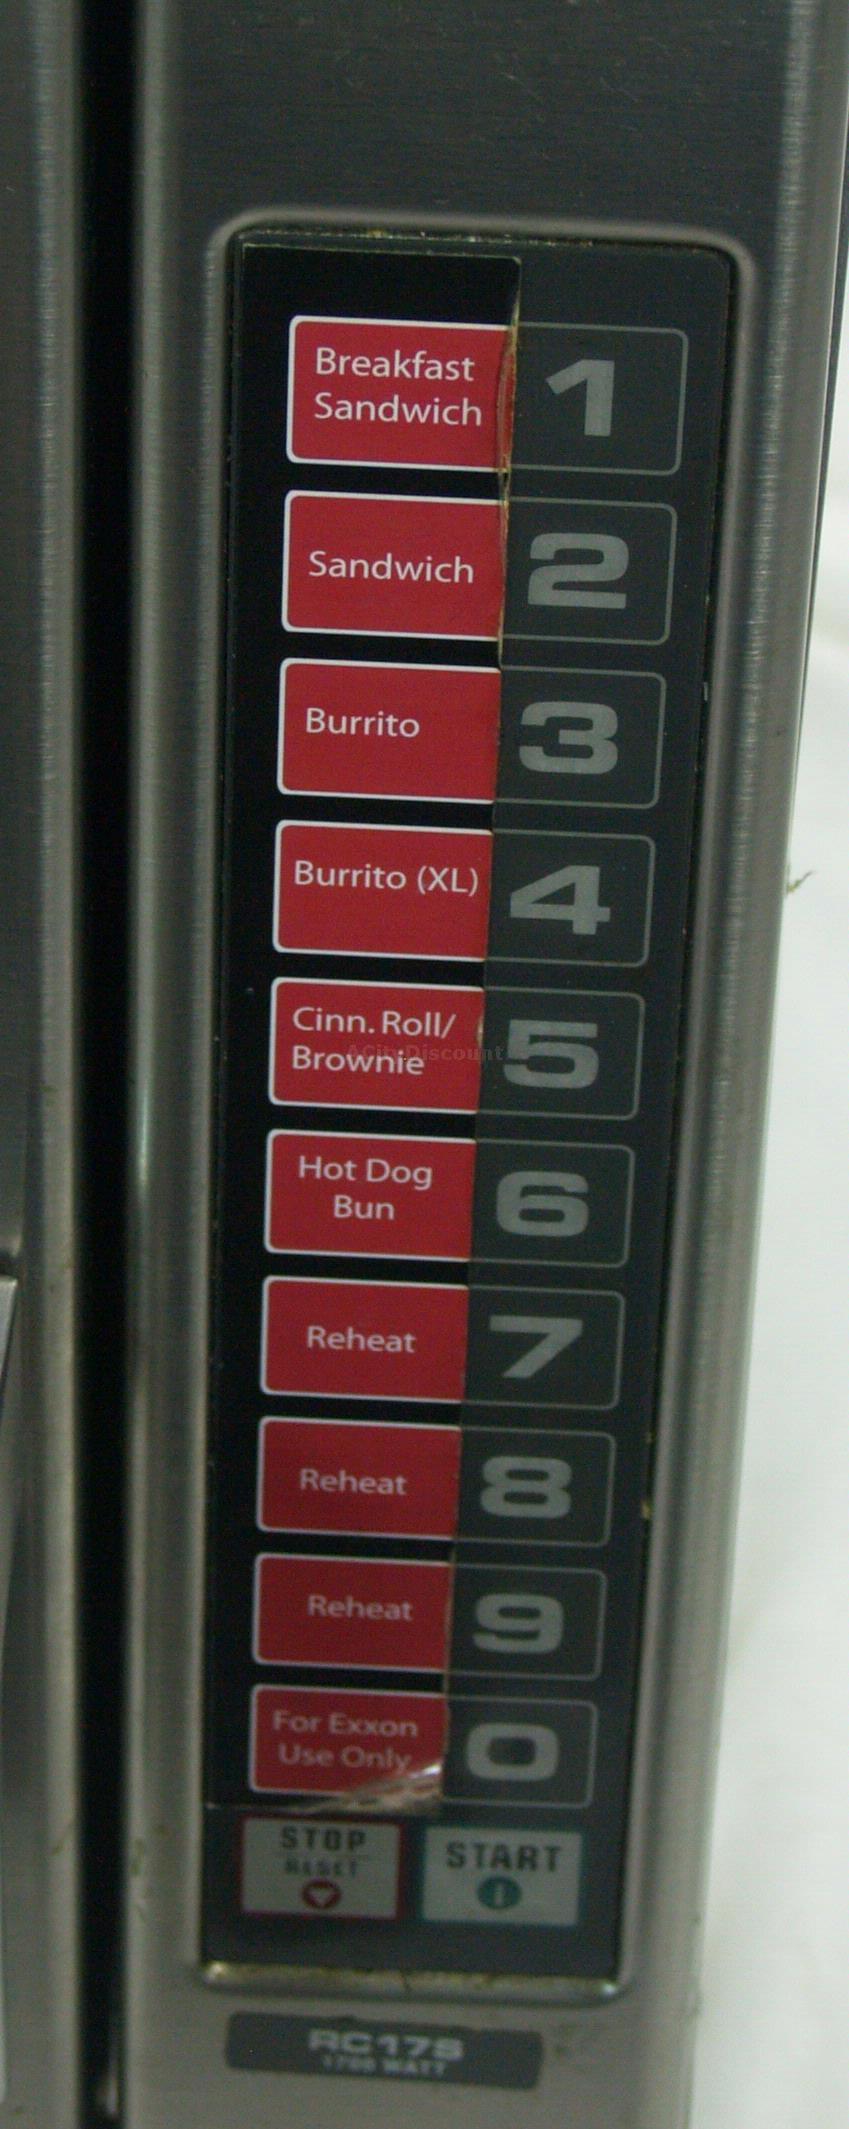 Breakfast
Sandwich
1
Sandwich
2
Burrito
3
Burrito (XL)
4
Cinn. Roll/
Brownie
5
ACityDiscount
Hot Dog
Bun
6
Reheat
7
Reheat
8
Reheat
9
For Exxon
Use Only
0
STOP
RESET
START
RC17S
1700 WATT